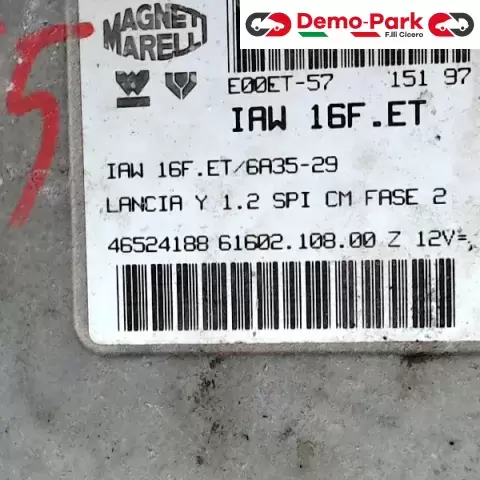 MAGNETI
MARELLI
Demo-Park
F.lli Cicero
E00ET-57 151 97
IAW 16F.ET
IAW 16F.ET/6A35-29
LANCIA Y 1.2 SPI CM FASE 2
46524188 61602.108.00 Z 12V=
5